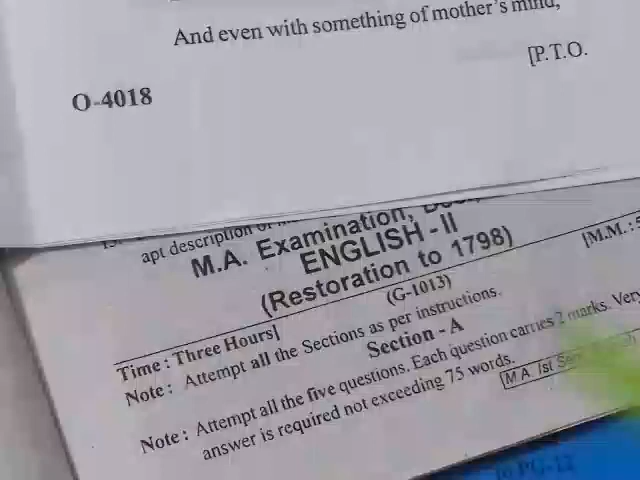 And even with something of mother's mind,
[P.T.O.
O-4018
apt description
M.A. Examination,
ENGLISH - II
(Restoration to 1798)
(G-1013)
Time : Three Hours]
[M.M. : 5
Note : Attempt all the Sections as per instructions.
Section - A
Note : Attempt all the five questions. Each question carries 2 marks. Very
answer is required not exceeding 75 words.
M.A. Ist